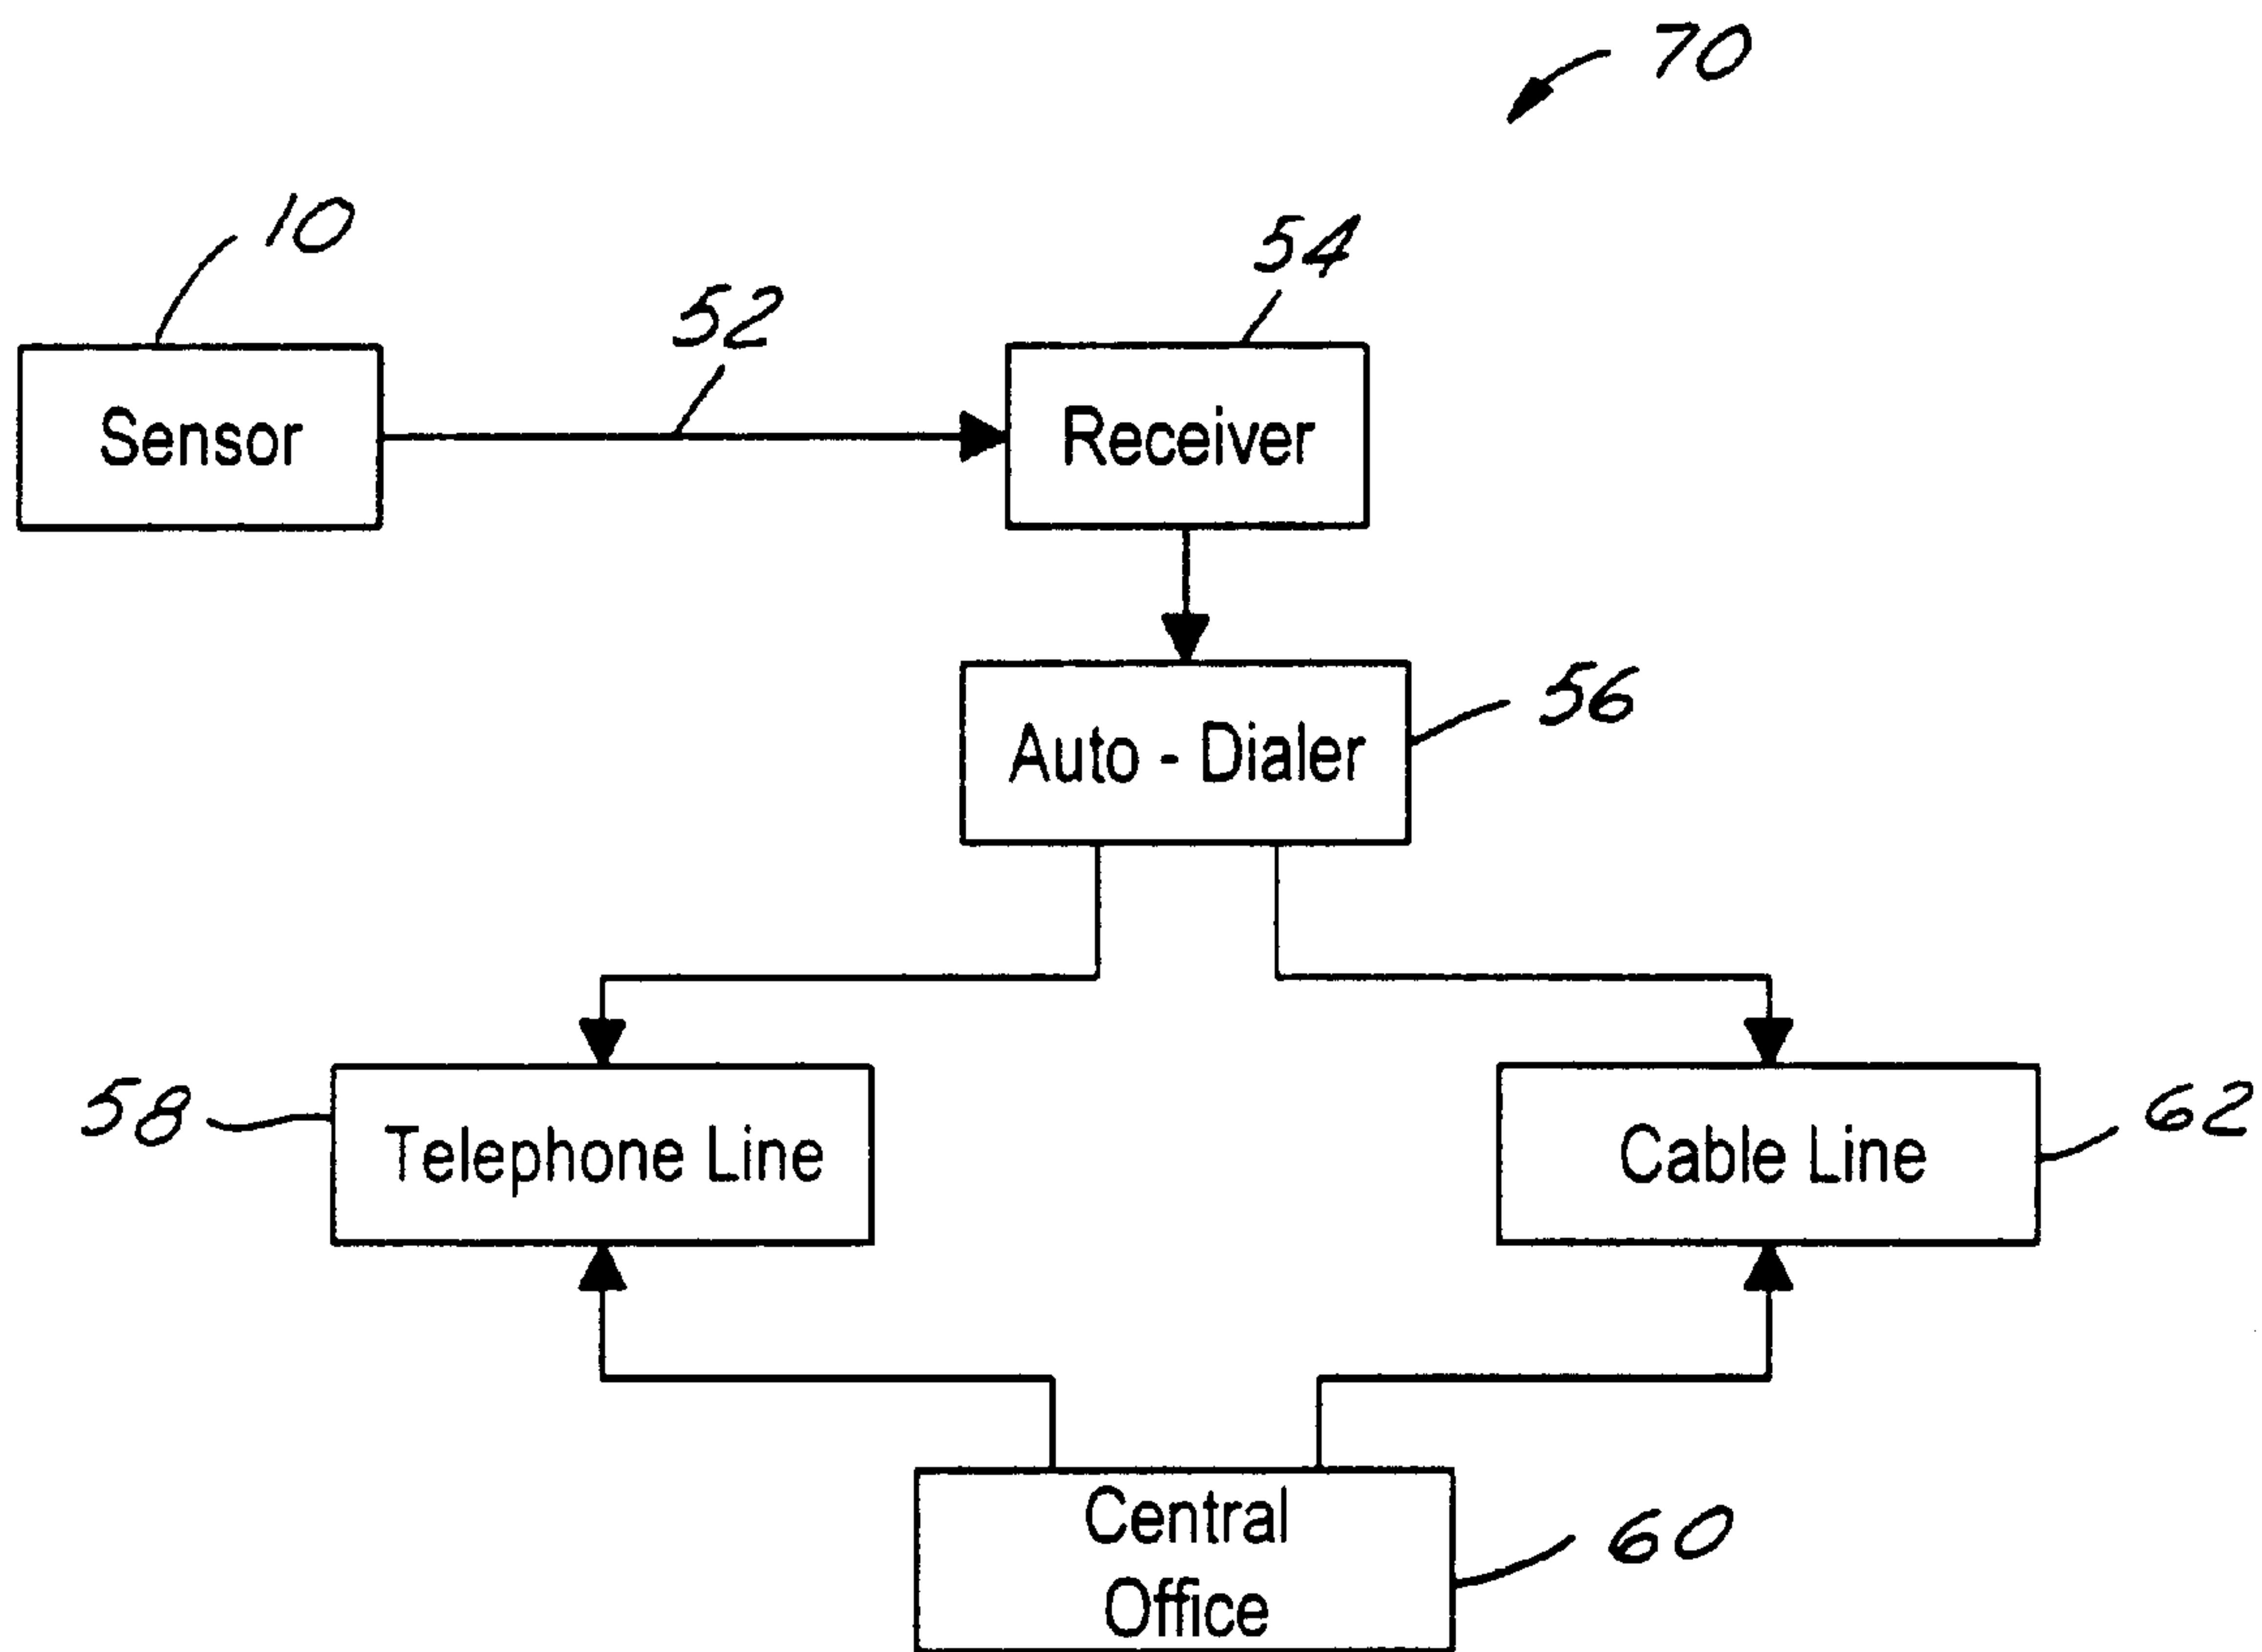 70
10
52
54
Sensor
Receiver
56
Auto - Dialer
58
Telephone Line
Cable Line
62
Central
Office
60